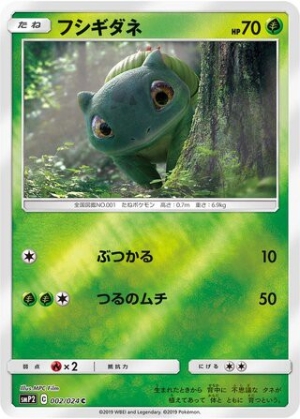 たね フシギダネ HP70
全国図鑑NO.001 たねポケモン 高さ：0.7m 重さ：6.9kg
ぶつかる 10
つるのムチ 50
弱点 ×2 抵抗力 にげる
Illus. MPC Film
smP2 C 002/024 C
生まれたときから 背中に 不思議な タネが
植えてあって 体と ともに 育つという。
©2019 WBEI and Legendary. ©2019 Pokémon.